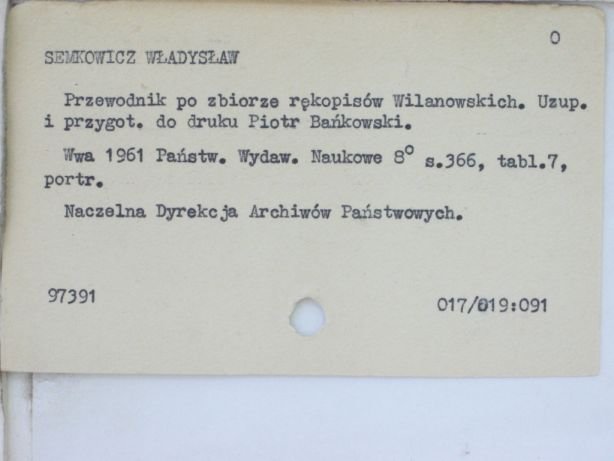 0
SEMKOWICZ WŁADYSŁAW
Przewodnik po zbiorze rękopisów Wilanowskich. Uzup.
i przygot. do druku Piotr Bańkowski.
Wwa 1961 Państw. Wydaw. Naukowe 8° s.366, tabl.7,
portr.
Naczelna Dyrekcja Archiwów Państwowych.
97391
017/019:091